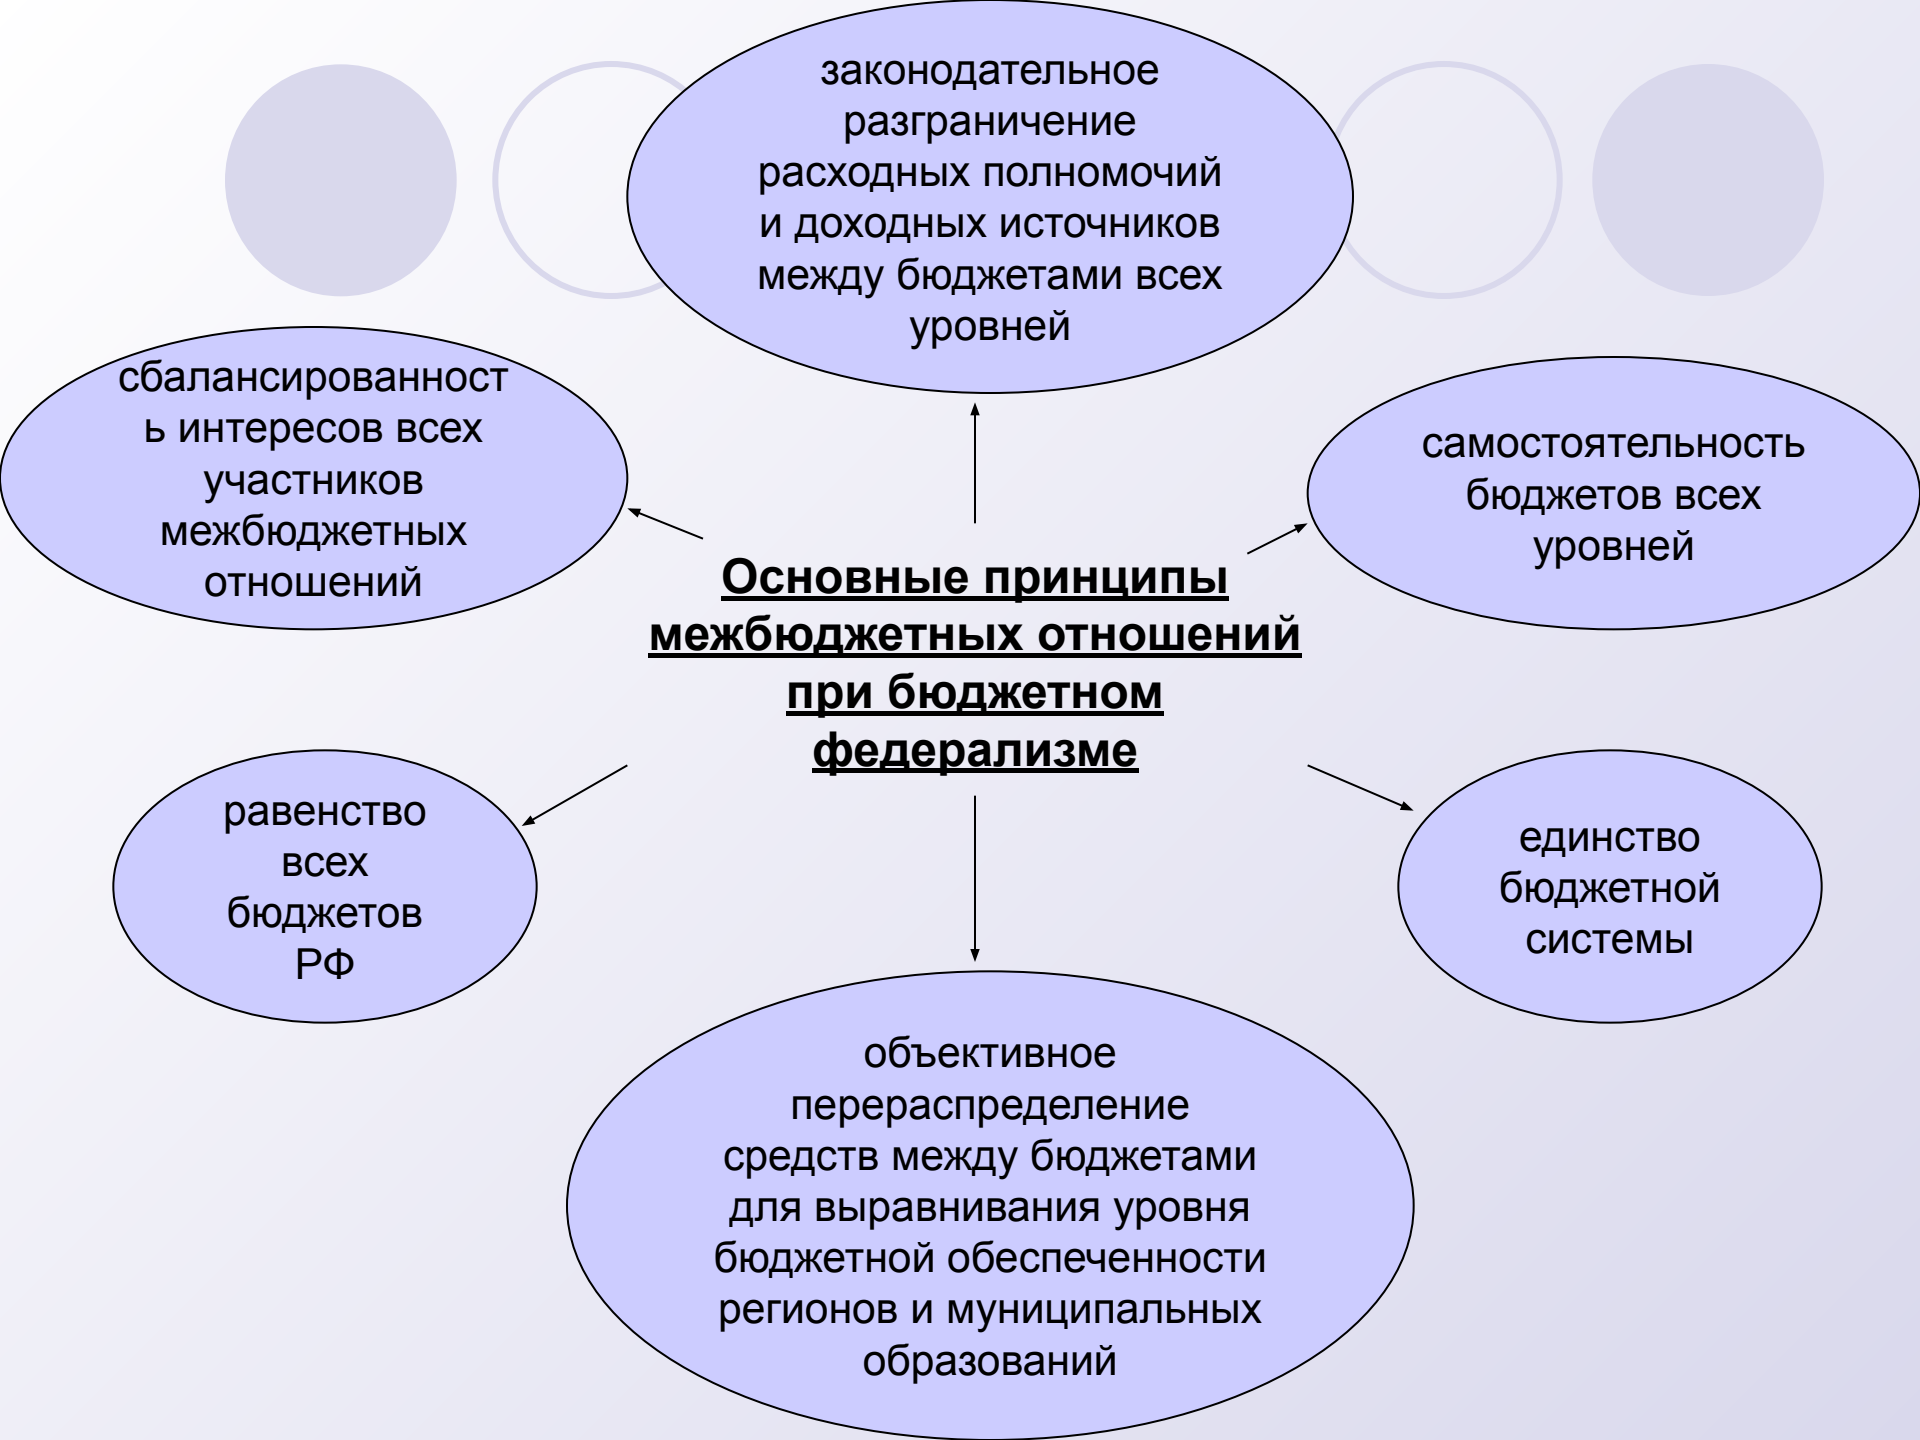 законодательное
разграничение
расходных полномочий
и доходных источников
между бюджетами всех
уровней
сбалансированност
ь интересов всех
участников
межбюджетных
отношений
самостоятельность
бюджетов всех
уровней
Основные принципы
межбюджетных отношений
при бюджетном
федерализме
равенство
всех
бюджетов
РФ
единство
бюджетной
системы
объективное
перераспределение
средств между бюджетами
для выравнивания уровня
бюджетной обеспеченности
регионов и муниципальных
образований